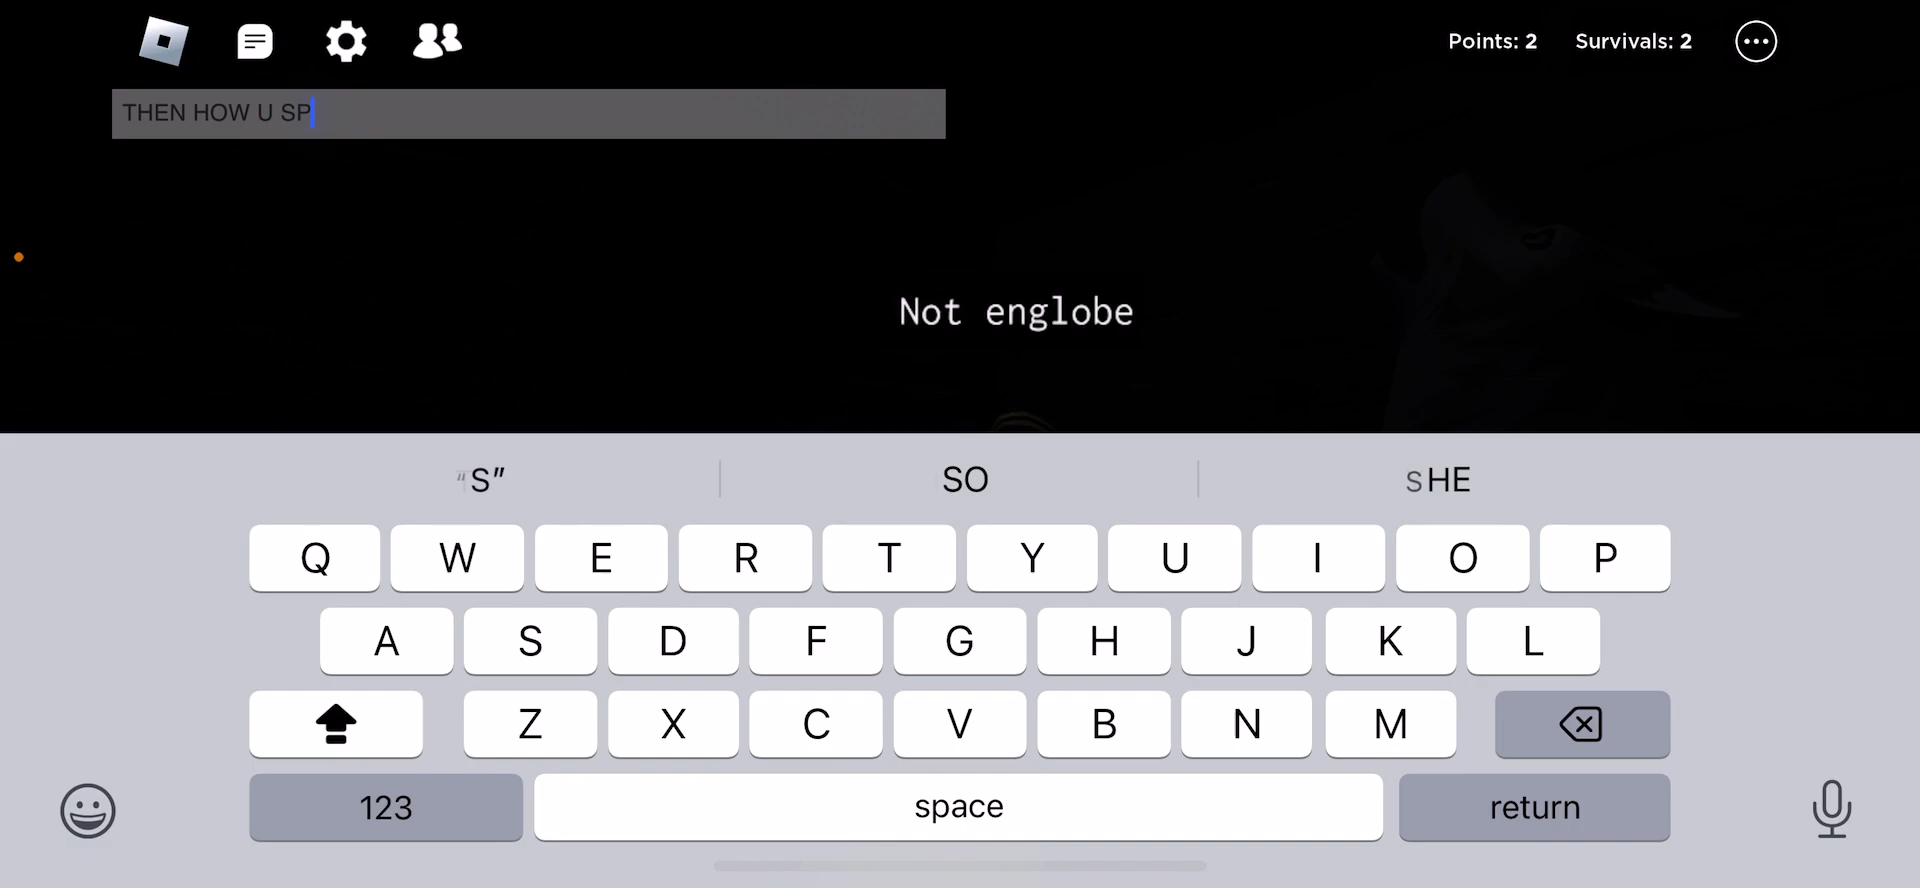 Points: 2 Survivals: 2
THEN HOW U SP
Not englobe
“S” SO SHE
Q W E R T Y U I O P
A S D F G H J K L
Z X C V B N M
123 space return